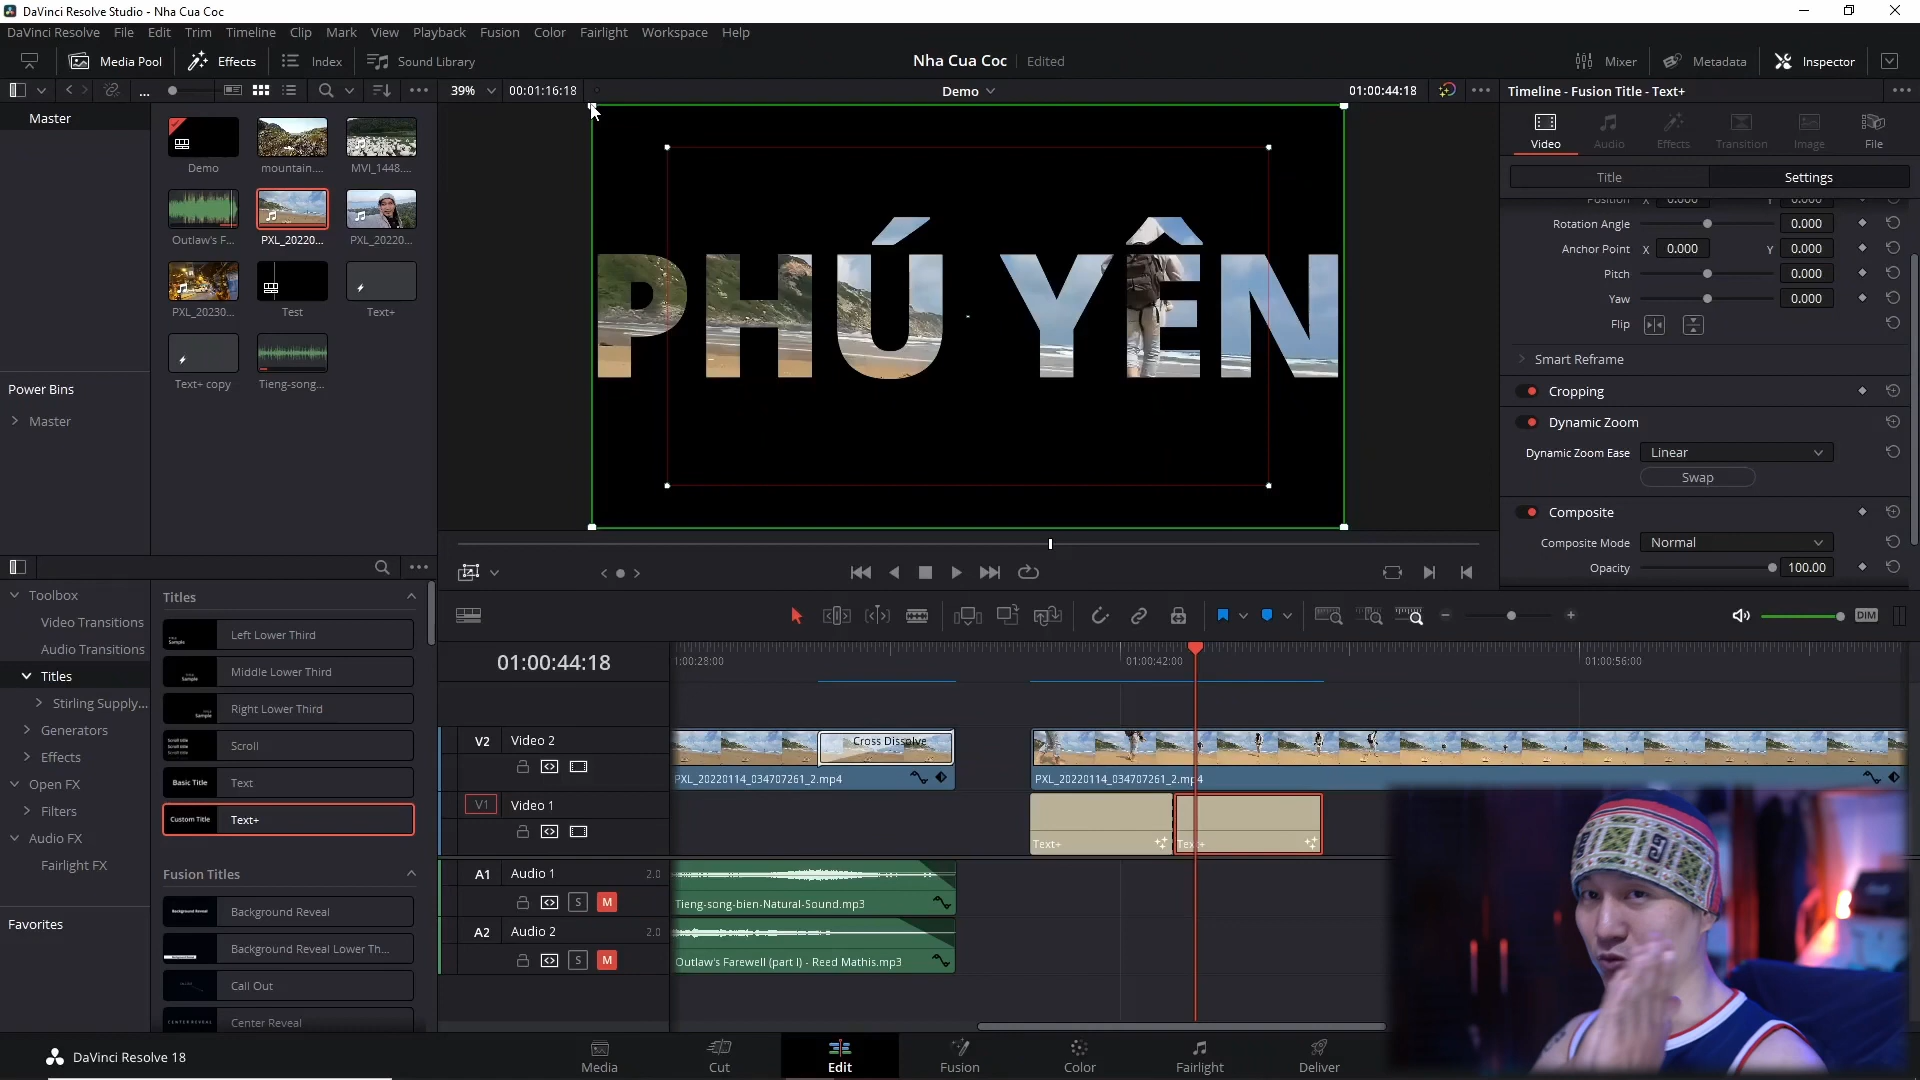 DaVinci Resolve Studio - Nha Cua Coc
DaVinci Resolve File Edit Trim Timeline Clip Mark View Playback Fusion Color Fairlight Workspace Help
Media Pool Effects Index Sound Library
Nha Cua Coc Edited
Mixer Metadata Inspector
39% 00:01:16:18
Demo
01:00:44:18
Timeline - Fusion Title - Text+
Master
Demo
mountain....
MVI_1448....
Outlaw's F...
PXL_20220...
PXL_20220...
PXL_20230...
Test
Text+
Text+ copy
Tieng-song...
Power Bins
Master
PHÚ YÊN
Video Audio Effects Transition Image File
Title Settings
Position X 0.000 Y 0.000
Rotation Angle 0.000
Anchor Point X 0.000 Y 0.000
Pitch 0.000
Yaw 0.000
Flip
Smart Reframe
Cropping
Dynamic Zoom
Dynamic Zoom Ease Linear
Swap
Composite
Composite Mode Normal
Opacity 100.00
Toolbox
Video Transitions
Audio Transitions
Titles
Stirling Supply...
Generators
Effects
Open FX
Filters
Audio FX
Fairlight FX
Favorites
Titles
Left Lower Third
Middle Lower Third
Right Lower Third
Scroll
Basic Title Text
Custom Title Text+
Fusion Titles
Background Reveal Background Reveal
Background Reveal Lower Th...
Call Out
CENTER REVEAL Center Reveal
DIM
01:00:44:18
1:00:28:00
01:00:42:00
01:00:56:00
V2 Video 2
Cross Dissolve
PXL_20220114_034707261_2.mp4
PXL_20220114_034707261_2.mp4
V1 Video 1
Text+
Text+
A1 Audio 1 2.0
S M
Tieng-song-bien-Natural-Sound.mp3
A2 Audio 2 2.0
S M
Outlaw's Farewell (part I) - Reed Mathis.mp3
DaVinci Resolve 18
Media Cut Edit Fusion Color Fairlight Deliver